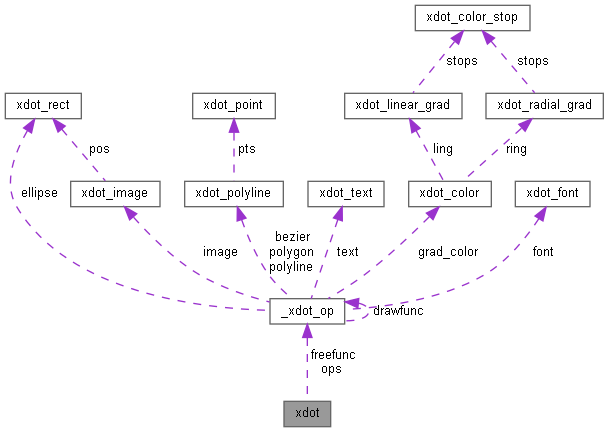 xdot_color_stop
stops
stops
xdot_rect
xdot_point
xdot_linear_grad
xdot_radial_grad
pos
pts
ling
ring
ellipse
xdot_image
xdot_polyline
xdot_text
xdot_color
xdot_font
image
bezier
polygon
polyline
text
grad_color
font
_xdot_op
drawfunc
freefunc
ops
xdot